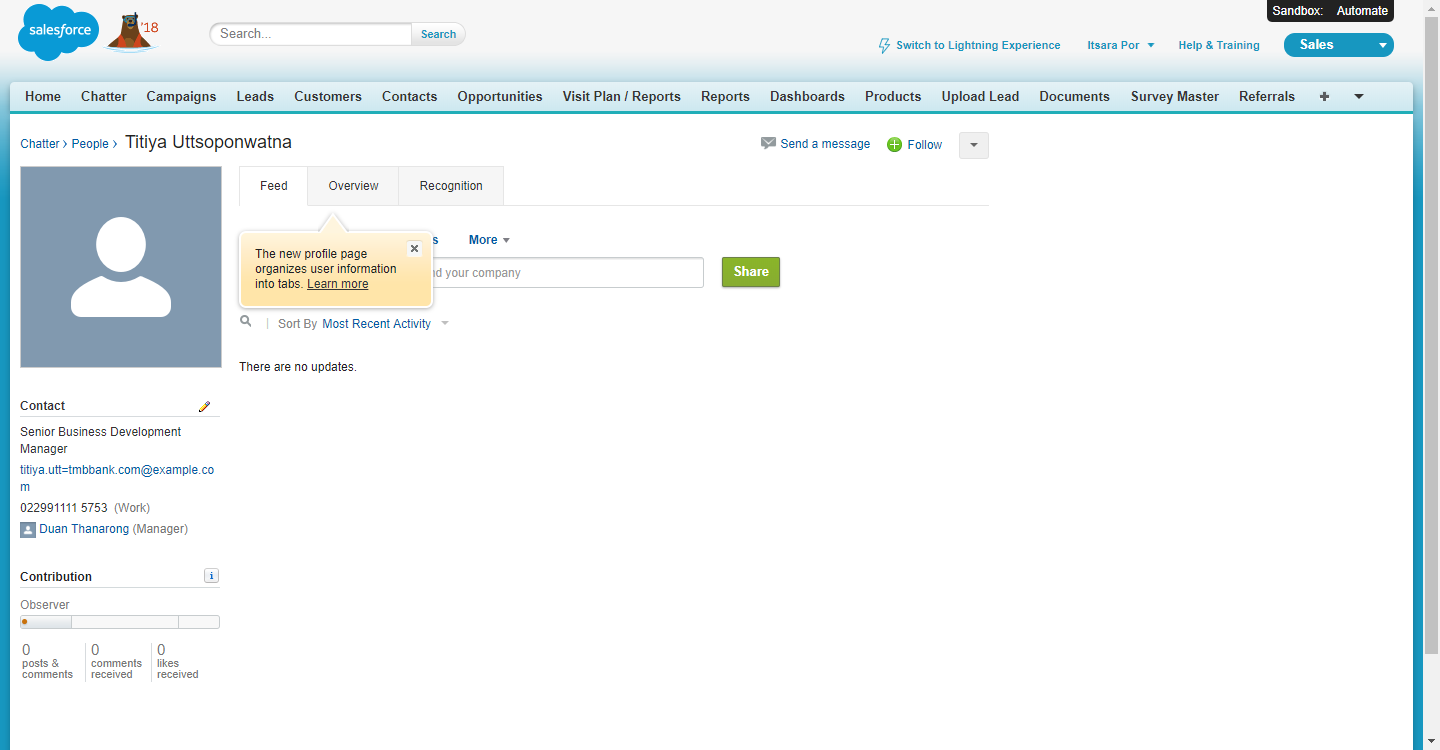 Sandbox: Automate
salesforce
'18
Search...
Search
Switch to Lightning Experience
Itsara Por
Help & Training
Sales
Home Chatter Campaigns Leads Customers Contacts Opportunities Visit Plan / Reports Reports Dashboards Products Upload Lead Documents Survey Master Referrals +
Chatter › People › Titiya Uttsoponwatna
Send a message
Follow
Feed Overview Recognition
More
The new profile page
organizes user information
into tabs. Learn more
your company
Share
Sort By Most Recent Activity
There are no updates.
Contact
Senior Business Development
Manager
titiya.utt=tmbbank.com@example.co
m
022991111 5753 (Work)
Duan Thanarong (Manager)
Contribution
i
Observer
0 0 0
posts & comments likes
comments received received